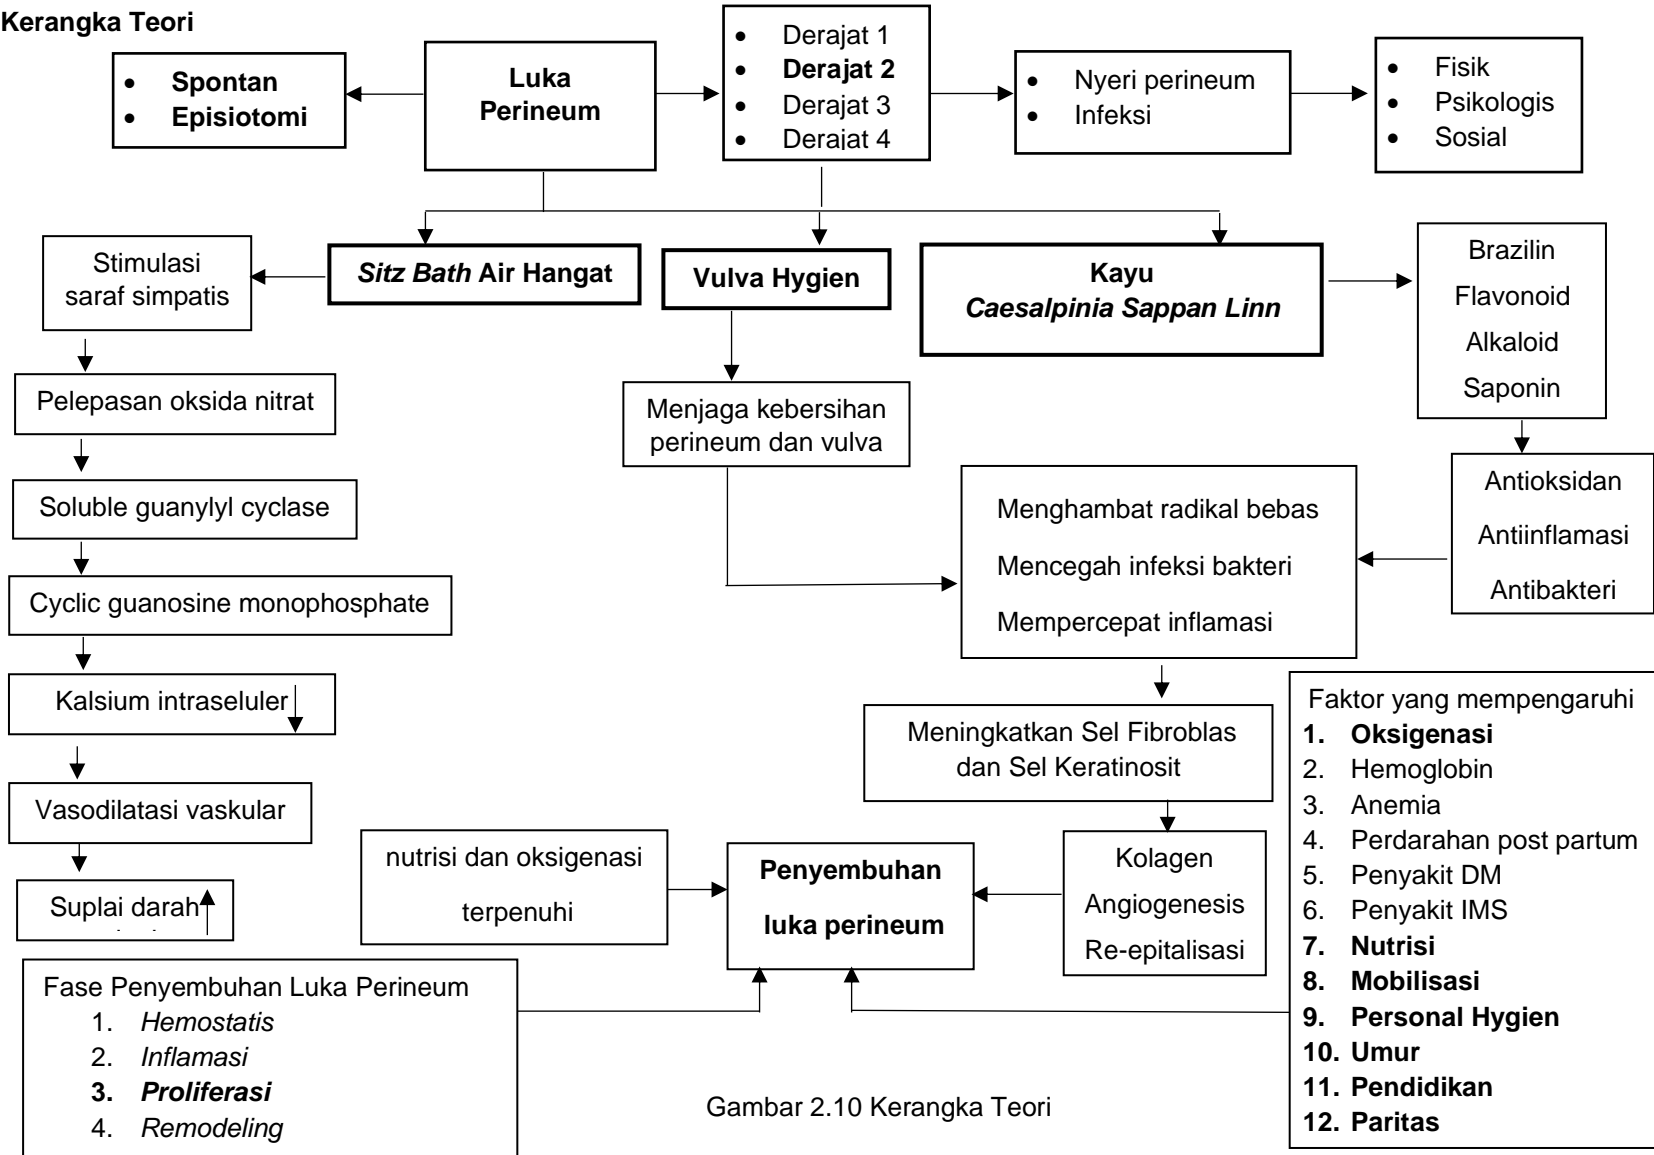 Kerangka Teori
• Spontan
• Episiotomi
Luka
Perineum
• Derajat 1
• Derajat 2
• Derajat 3
• Derajat 4
• Nyeri perineum
• Infeksi
• Fisik
• Psikologis
• Sosial
Stimulasi
saraf simpatis
Sitz Bath Air Hangat
Vulva Hygien
Kayu
Caesalpinia Sappan Linn
Brazilin
Flavonoid
Alkaloid
Saponin
Pelepasan oksida nitrat
Menjaga kebersihan
perineum dan vulva
Soluble guanylyl cyclase
Antioksidan
Antiinflamasi
Antibakteri
Menghambat radikal bebas
Mencegah infeksi bakteri
Mempercepat inflamasi
Cyclic guanosine monophosphate
Kalsium intraseluler
Meningkatkan Sel Fibroblas
dan Sel Keratinosit
Vasodilatasi vaskular
Suplai darah
nutrisi dan oksigenasi
terpenuhi
Penyembuhan
luka perineum
Kolagen
Angiogenesis
Re-epitalisasi
Faktor yang mempengaruhi
1. Oksigenasi
2. Hemoglobin
3. Anemia
4. Perdarahan post partum
5. Penyakit DM
6. Penyakit IMS
7. Nutrisi
8. Mobilisasi
9. Personal Hygien
10. Umur
11. Pendidikan
12. Paritas
Fase Penyembuhan Luka Perineum
1. Hemostatis
2. Inflamasi
3. Proliferasi
4. Remodeling
Gambar 2.10 Kerangka Teori